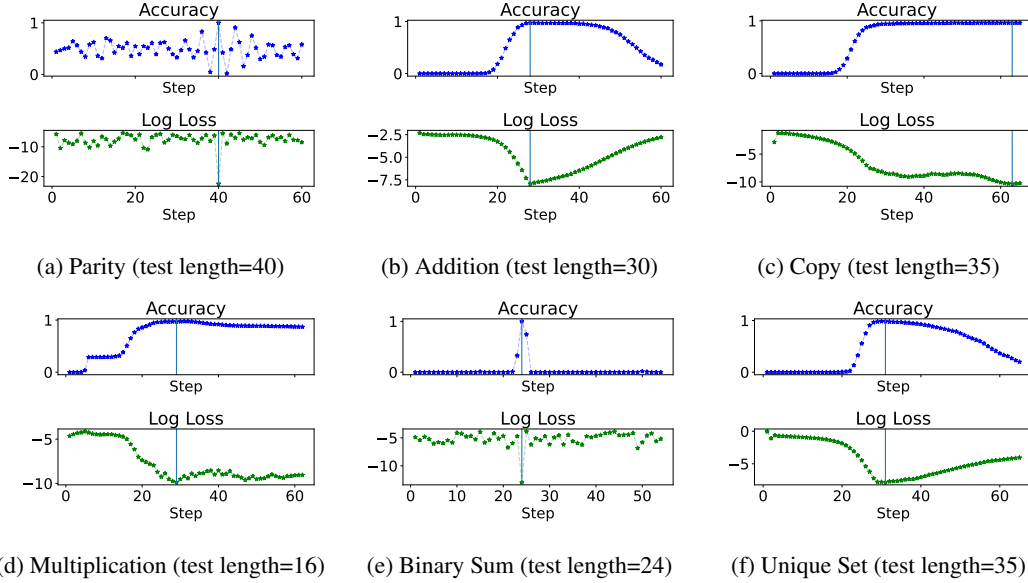 Accuracy
1
0
Step
Log Loss
−10
−20
0 20 40 60
Step
(a) Parity (test length=40)
Accuracy
1
0
Step
Log Loss
−2.5
−5.0
−7.5
0 20 40 60
Step
(b) Addition (test length=30)
Accuracy
1
0
Step
Log Loss
−5
−10
0 20 40 60
Step
(c) Copy (test length=35)
Accuracy
1
0
Step
Log Loss
−5
−10
0 20 40 60
Step
(d) Multiplication (test length=16)
Accuracy
1
0
Step
Log Loss
−5
−10
0 10 20 30 40 50
Step
(e) Binary Sum (test length=24)
Accuracy
1
0
Step
Log Loss
0
−5
0 20 40 60
Step
(f) Unique Set (test length=35)